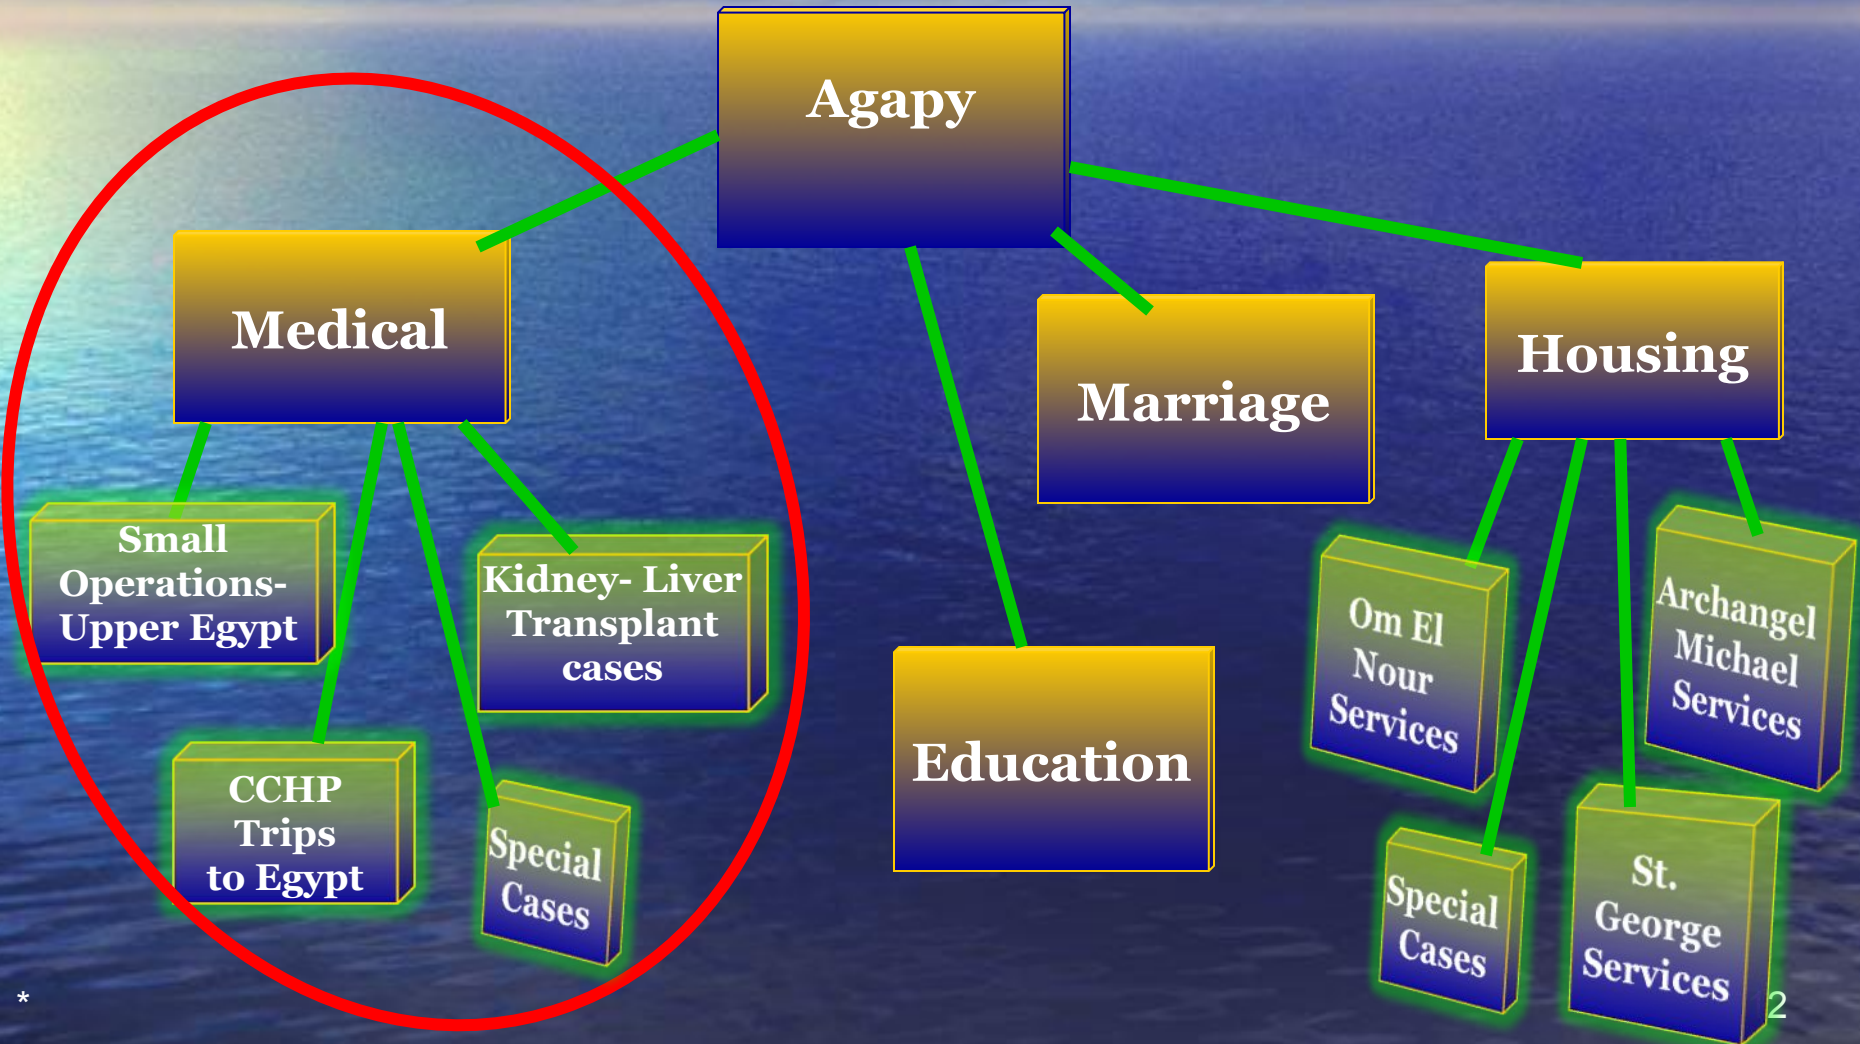 Agapy
Medical
Marriage
Housing
Education
Small
Operations-
Upper Egypt
Kidney- Liver
Transplant
cases
CCHP
Trips
to Egypt
Special
Cases
Om El
Nour
Services
Archangel
Michael
Services
Special
Cases
St.
George
Services
*
2